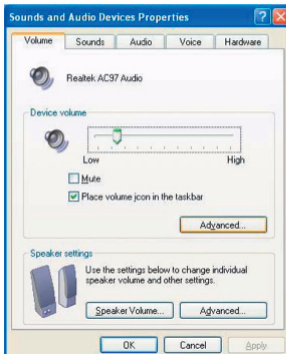 Sounds and Audio Devices Properties
Volume Sounds Audio Voice Hardware
Realtek AC97 Audio
Device volume
Low High
Mute
Place volume icon in the taskbar
Advanced...
Speaker settings
Use the settings below to change individual
speaker volume and other settings.
Speaker Volume... Advanced...
OK Cancel Apply